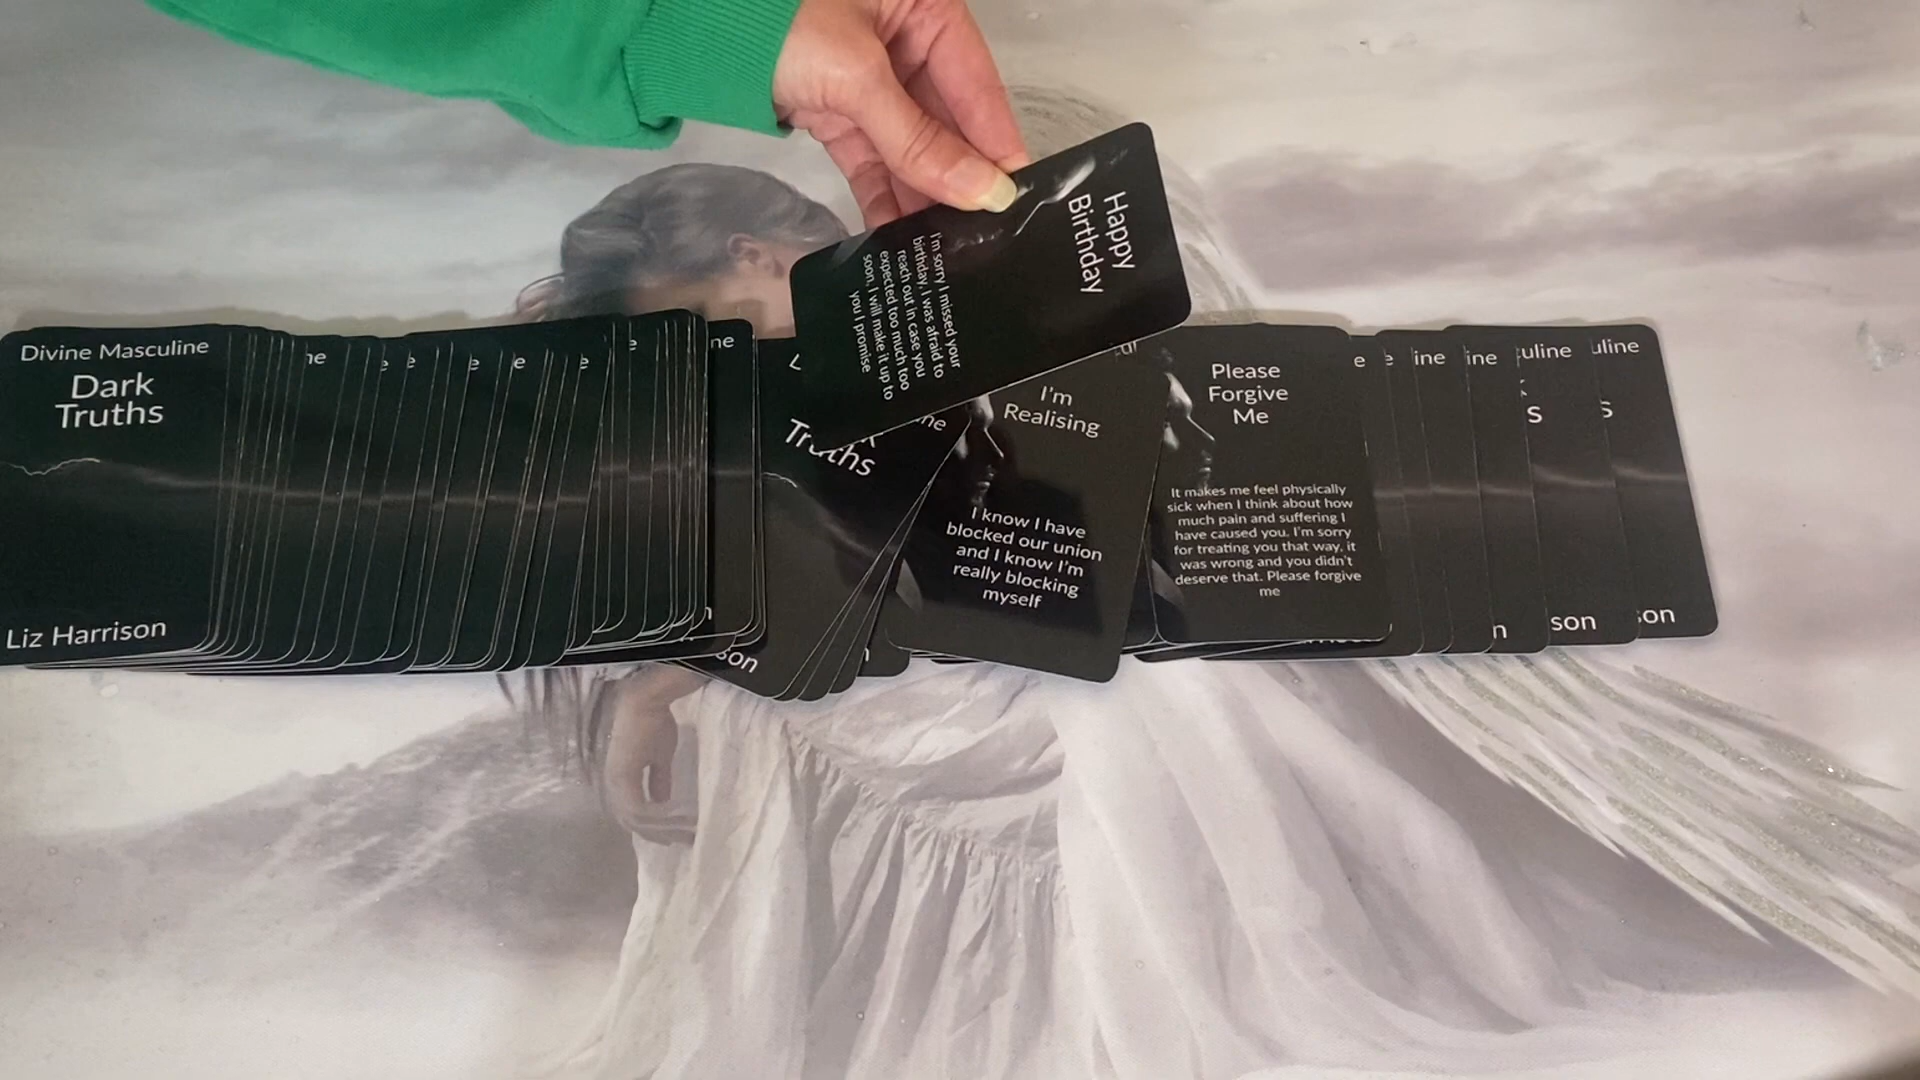 Divine Masculine
Dark
Truths
Liz Harrison
Happy
Birthday
I'm sorry I missed your
birthday, I was afraid to
reach out in case you
expected too much too
soon, I will make it up to
you I promise
Truths
I'm
Realising
I know I have
blocked our union
and I know I'm
really blocking
myself
Please
Forgive
Me
It makes me feel physically
sick when I think about how
much pain and suffering I
have caused you. I'm sorry
for treating you that way, it
was wrong and you didn't
deserve that. Please forgive
me
ine
ine
culine
uline
s
s
n
son
son